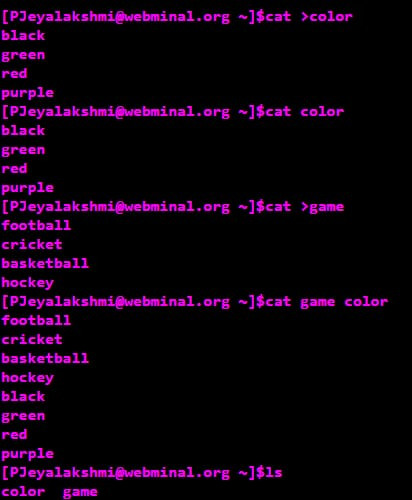 [PJeyalakshmi@webminal.org ~]$cat >color
black
green
red
purple
[PJeyalakshmi@webminal.org ~]$cat color
black
green
red
purple
[PJeyalakshmi@webminal.org ~]$cat >game
football
cricket
basketball
hockey
[PJeyalakshmi@webminal.org ~]$cat game color
football
cricket
basketball
hockey
black
green
red
purple
[PJeyalakshmi@webminal.org ~]$ls
color  game